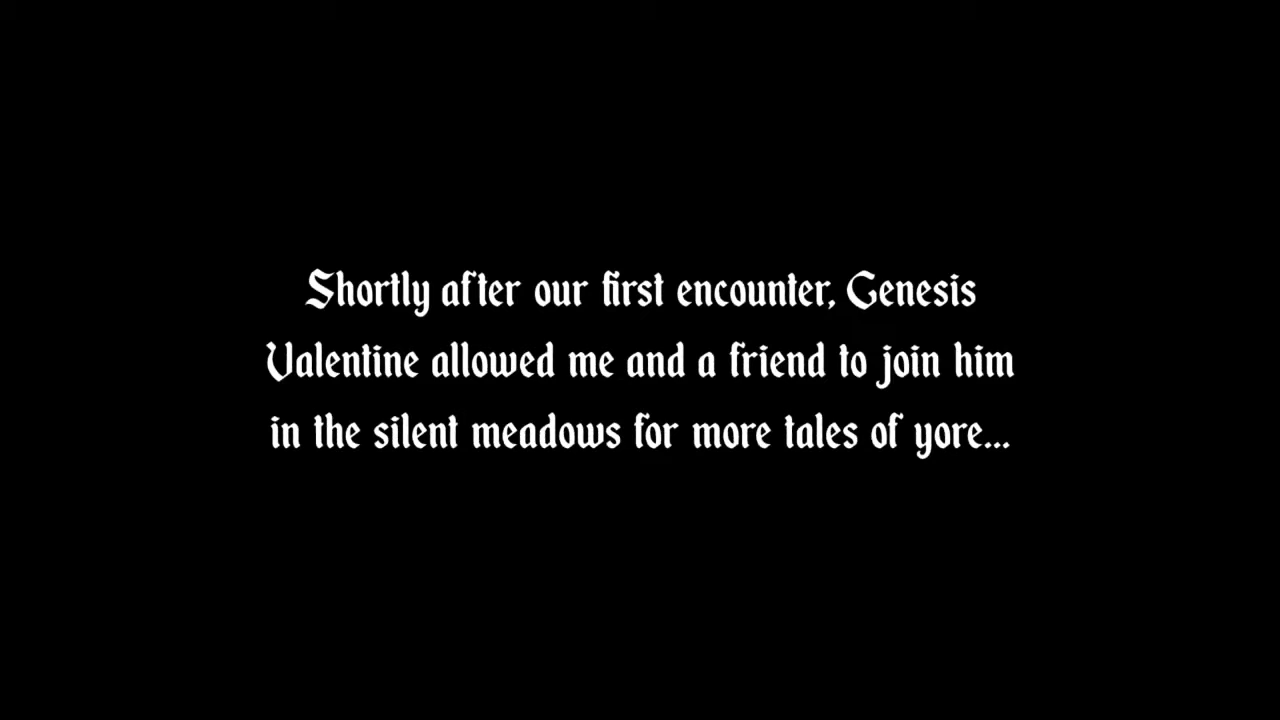 Shortly after our first encounter, Genesis
Valentine allowed me and a friend to join him
in the silent meadows for more tales of yore...